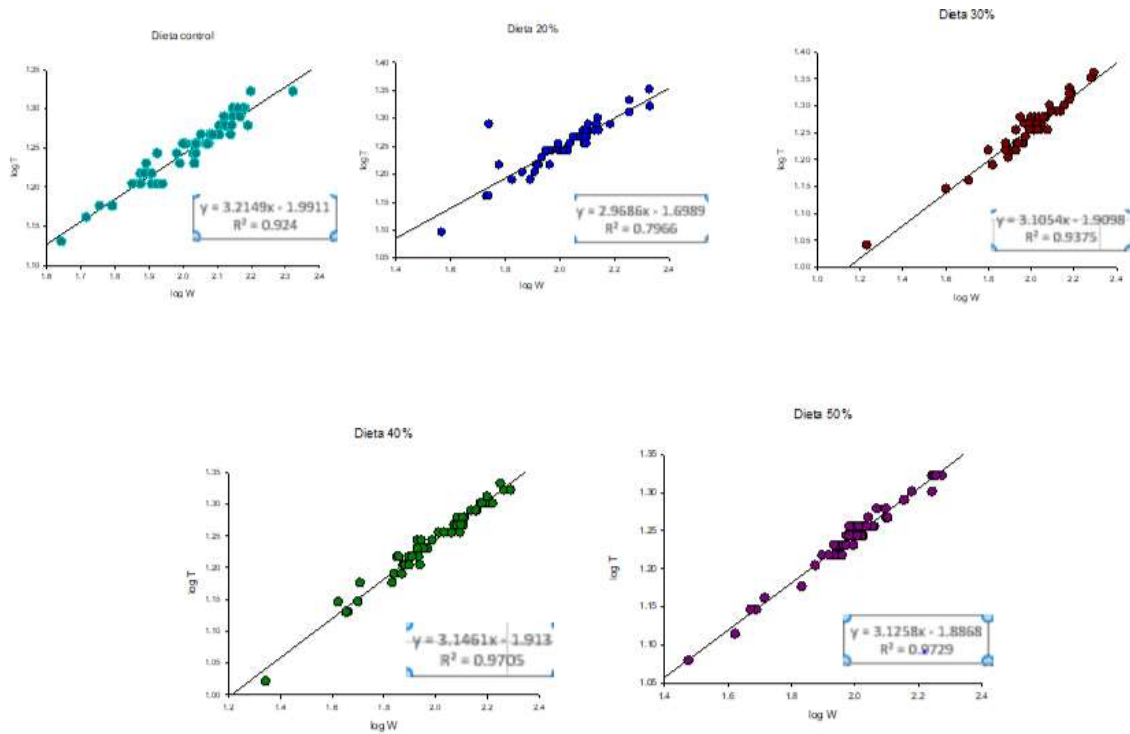 Dieta control
1.35
1.30
1.25
1.20
1.15
1.10
log T
1.6
1.7
1.8
1.9
2.0
2.1
2.2
2.3
2.4
log W
y = 3.2149x - 1.9911
R² = 0.924
Dieta 20%
1.40
1.35
1.30
1.25
1.20
1.15
1.10
1.05
log T
1.4
1.6
1.8
2.0
2.2
2.4
log W
y = 2.9686x - 1.6989
R² = 0.7966
Dieta 30%
1.40
1.35
1.30
1.25
1.20
1.15
1.10
1.05
1.00
log T
1.0
1.2
1.4
1.6
1.8
2.0
2.2
2.4
log W
y = 3.1054x - 1.9098
R² = 0.9375
Dieta 40%
1.35
1.30
1.25
1.20
1.15
1.10
1.05
1.00
log T
1.2
1.4
1.6
1.8
2.0
2.2
2.4
log W
y = 3.1461x - 1.913
R² = 0.9705
Dieta 50%
1.35
1.30
1.25
1.20
1.15
1.10
1.05
log T
1.4
1.6
1.8
2.0
2.2
2.4
log W
y = 3.1258x - 1.8868
R² = 0.9729